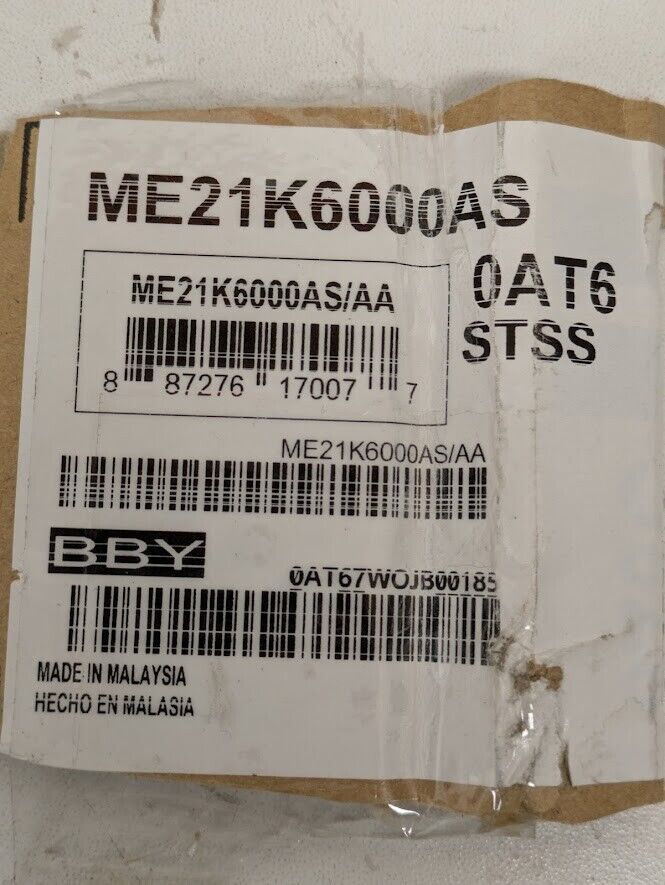 ME21K6000AS
0AT6
STSS
ME21K6000AS/AA
8 87276 17007 7
ME21K6000AS/AA
BBY
0AT67WOJB00185
MADE IN MALAYSIA
HECHO EN MALASIA